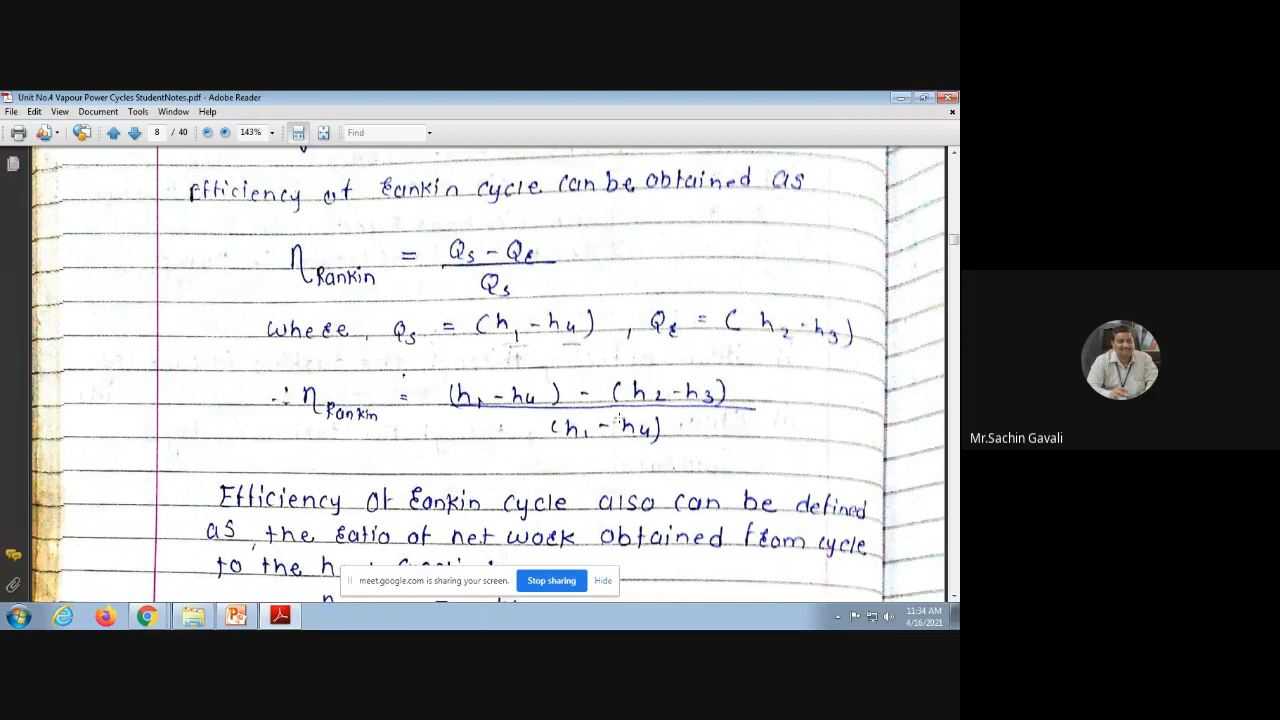 Unit No.4 Vapour Power Cycles StudentNotes.pdf - Adobe Reader
File Edit View Document Tools Window Help
8 / 40 143% Find
Efficiency of Rankin cycle can be obtained as
η Rankin = Qs - QR / Qs
where, Qs = (h1 - h4) , QR = ( h2 - h3)
∴ η Rankin = (h1 - h4) - (h2 - h3) / (h1 - h4)
Mr.Sachin Gavali
Efficiency of Rankin cycle also can be defined
as, the ratio of net work obtained from cycle
to the
meet.google.com is sharing your screen. Stop sharing Hide
11:34 AM
4/16/2021